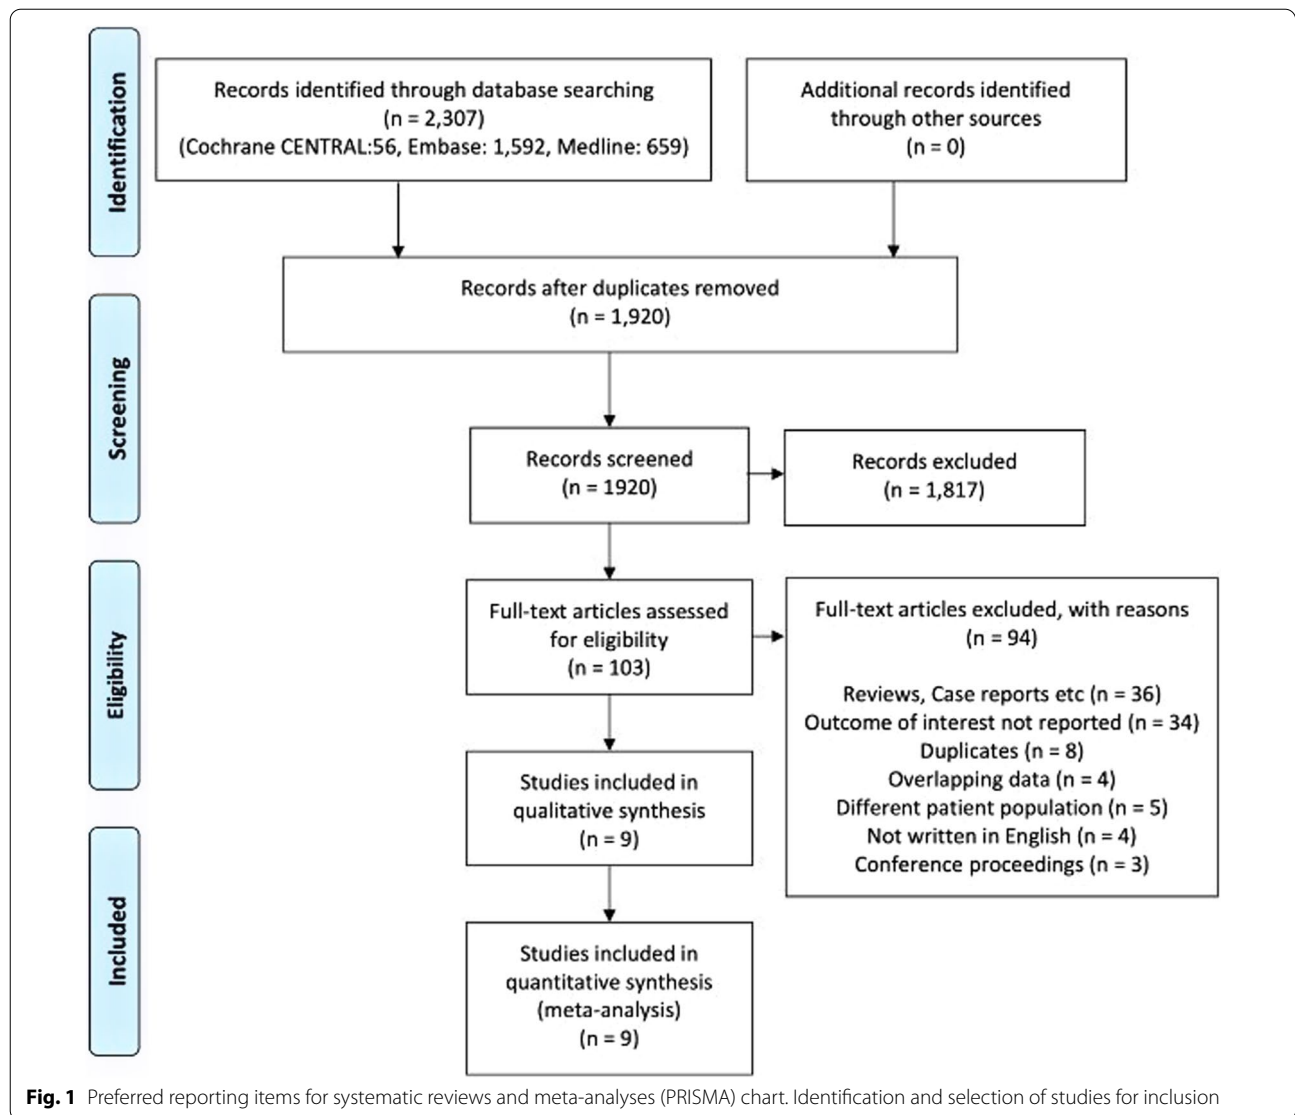 Identification
Records identified through database searching
(n = 2,307)
(Cochrane CENTRAL:56, Embase: 1,592, Medline: 659)
Additional records identified
through other sources
(n = 0)
Records after duplicates removed
(n = 1,920)
Screening
Records screened
(n = 1920)
Records excluded
(n = 1,817)
Eligibility
Full-text articles assessed
for eligibility
(n = 103)
Full-text articles excluded, with reasons
(n = 94)
Reviews, Case reports etc (n = 36)
Outcome of interest not reported (n = 34)
Duplicates (n = 8)
Overlapping data (n = 4)
Different patient population (n = 5)
Not written in English (n = 4)
Conference proceedings (n = 3)
Studies included in
qualitative synthesis
(n = 9)
Included
Studies included in
quantitative synthesis
(meta-analysis)
(n = 9)
Fig. 1 Preferred reporting items for systematic reviews and meta-analyses (PRISMA) chart. Identification and selection of studies for inclusion